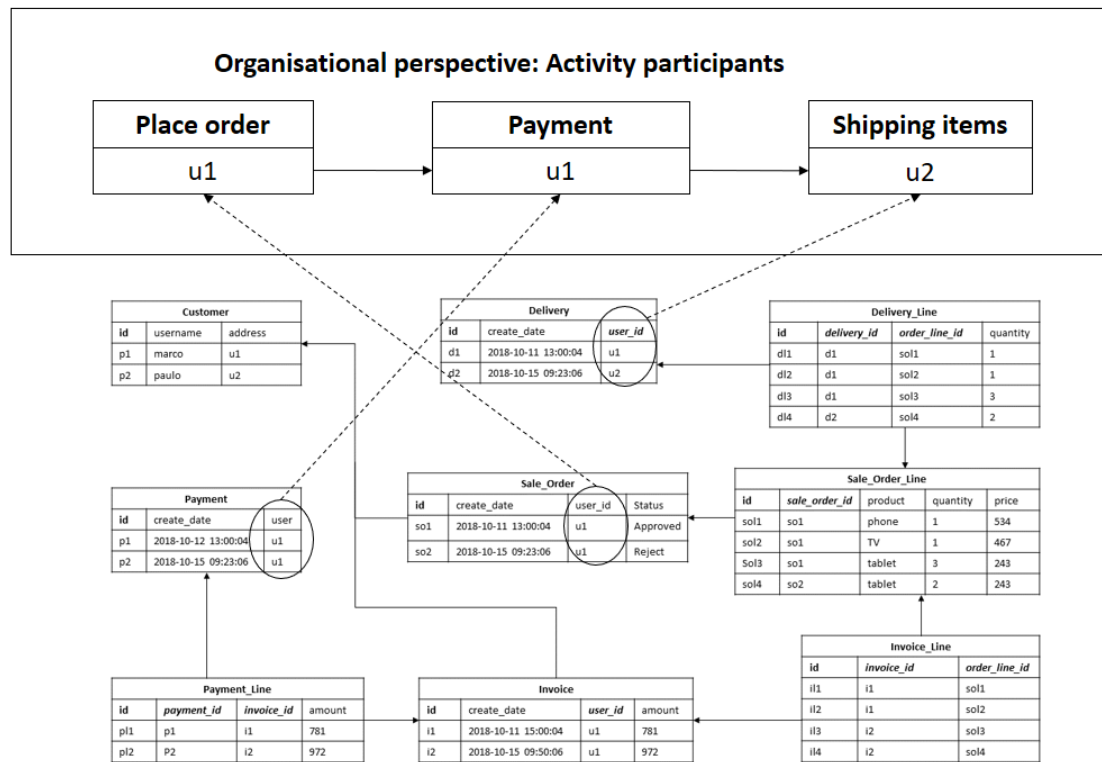 Organisational perspective: Activity participants
Place order
u1
Payment
u1
Shipping items
u2
Customer
id username address
p1 marco u1
p2 paulo u2
Delivery
id create_date user_id
d1 2018-10-11 13:00:04 u1
d2 2018-10-15 09:23:06 u2
Delivery_Line
id delivery_id order_line_id quantity
dl1 d1 sol1 1
dl2 d1 sol2 1
dl3 d1 sol3 3
dl4 d2 sol4 2
Payment
id create_date user
p1 2018-10-12 13:00:04 u1
p2 2018-10-15 09:23:06 u1
Sale_Order
id create_date user_id Status
so1 2018-10-11 13:00:04 u1 Approved
so2 2018-10-15 09:23:06 u1 Reject
Sale_Order_Line
id sale_order_id product quantity price
sol1 so1 phone 1 534
sol2 so1 TV 1 467
Sol3 so1 tablet 3 243
sol4 so2 tablet 2 243
Payment_Line
id payment_id invoice_id amount
pl1 p1 i1 781
pl2 P2 i2 972
Invoice
id create_date user_id amount
i1 2018-10-11 15:00:04 u1 781
i2 2018-10-15 09:50:06 u1 972
Invoice_Line
id invoice_id order_line_id
il1 i1 sol1
il2 i1 sol2
il3 i2 sol3
il4 i2 sol4